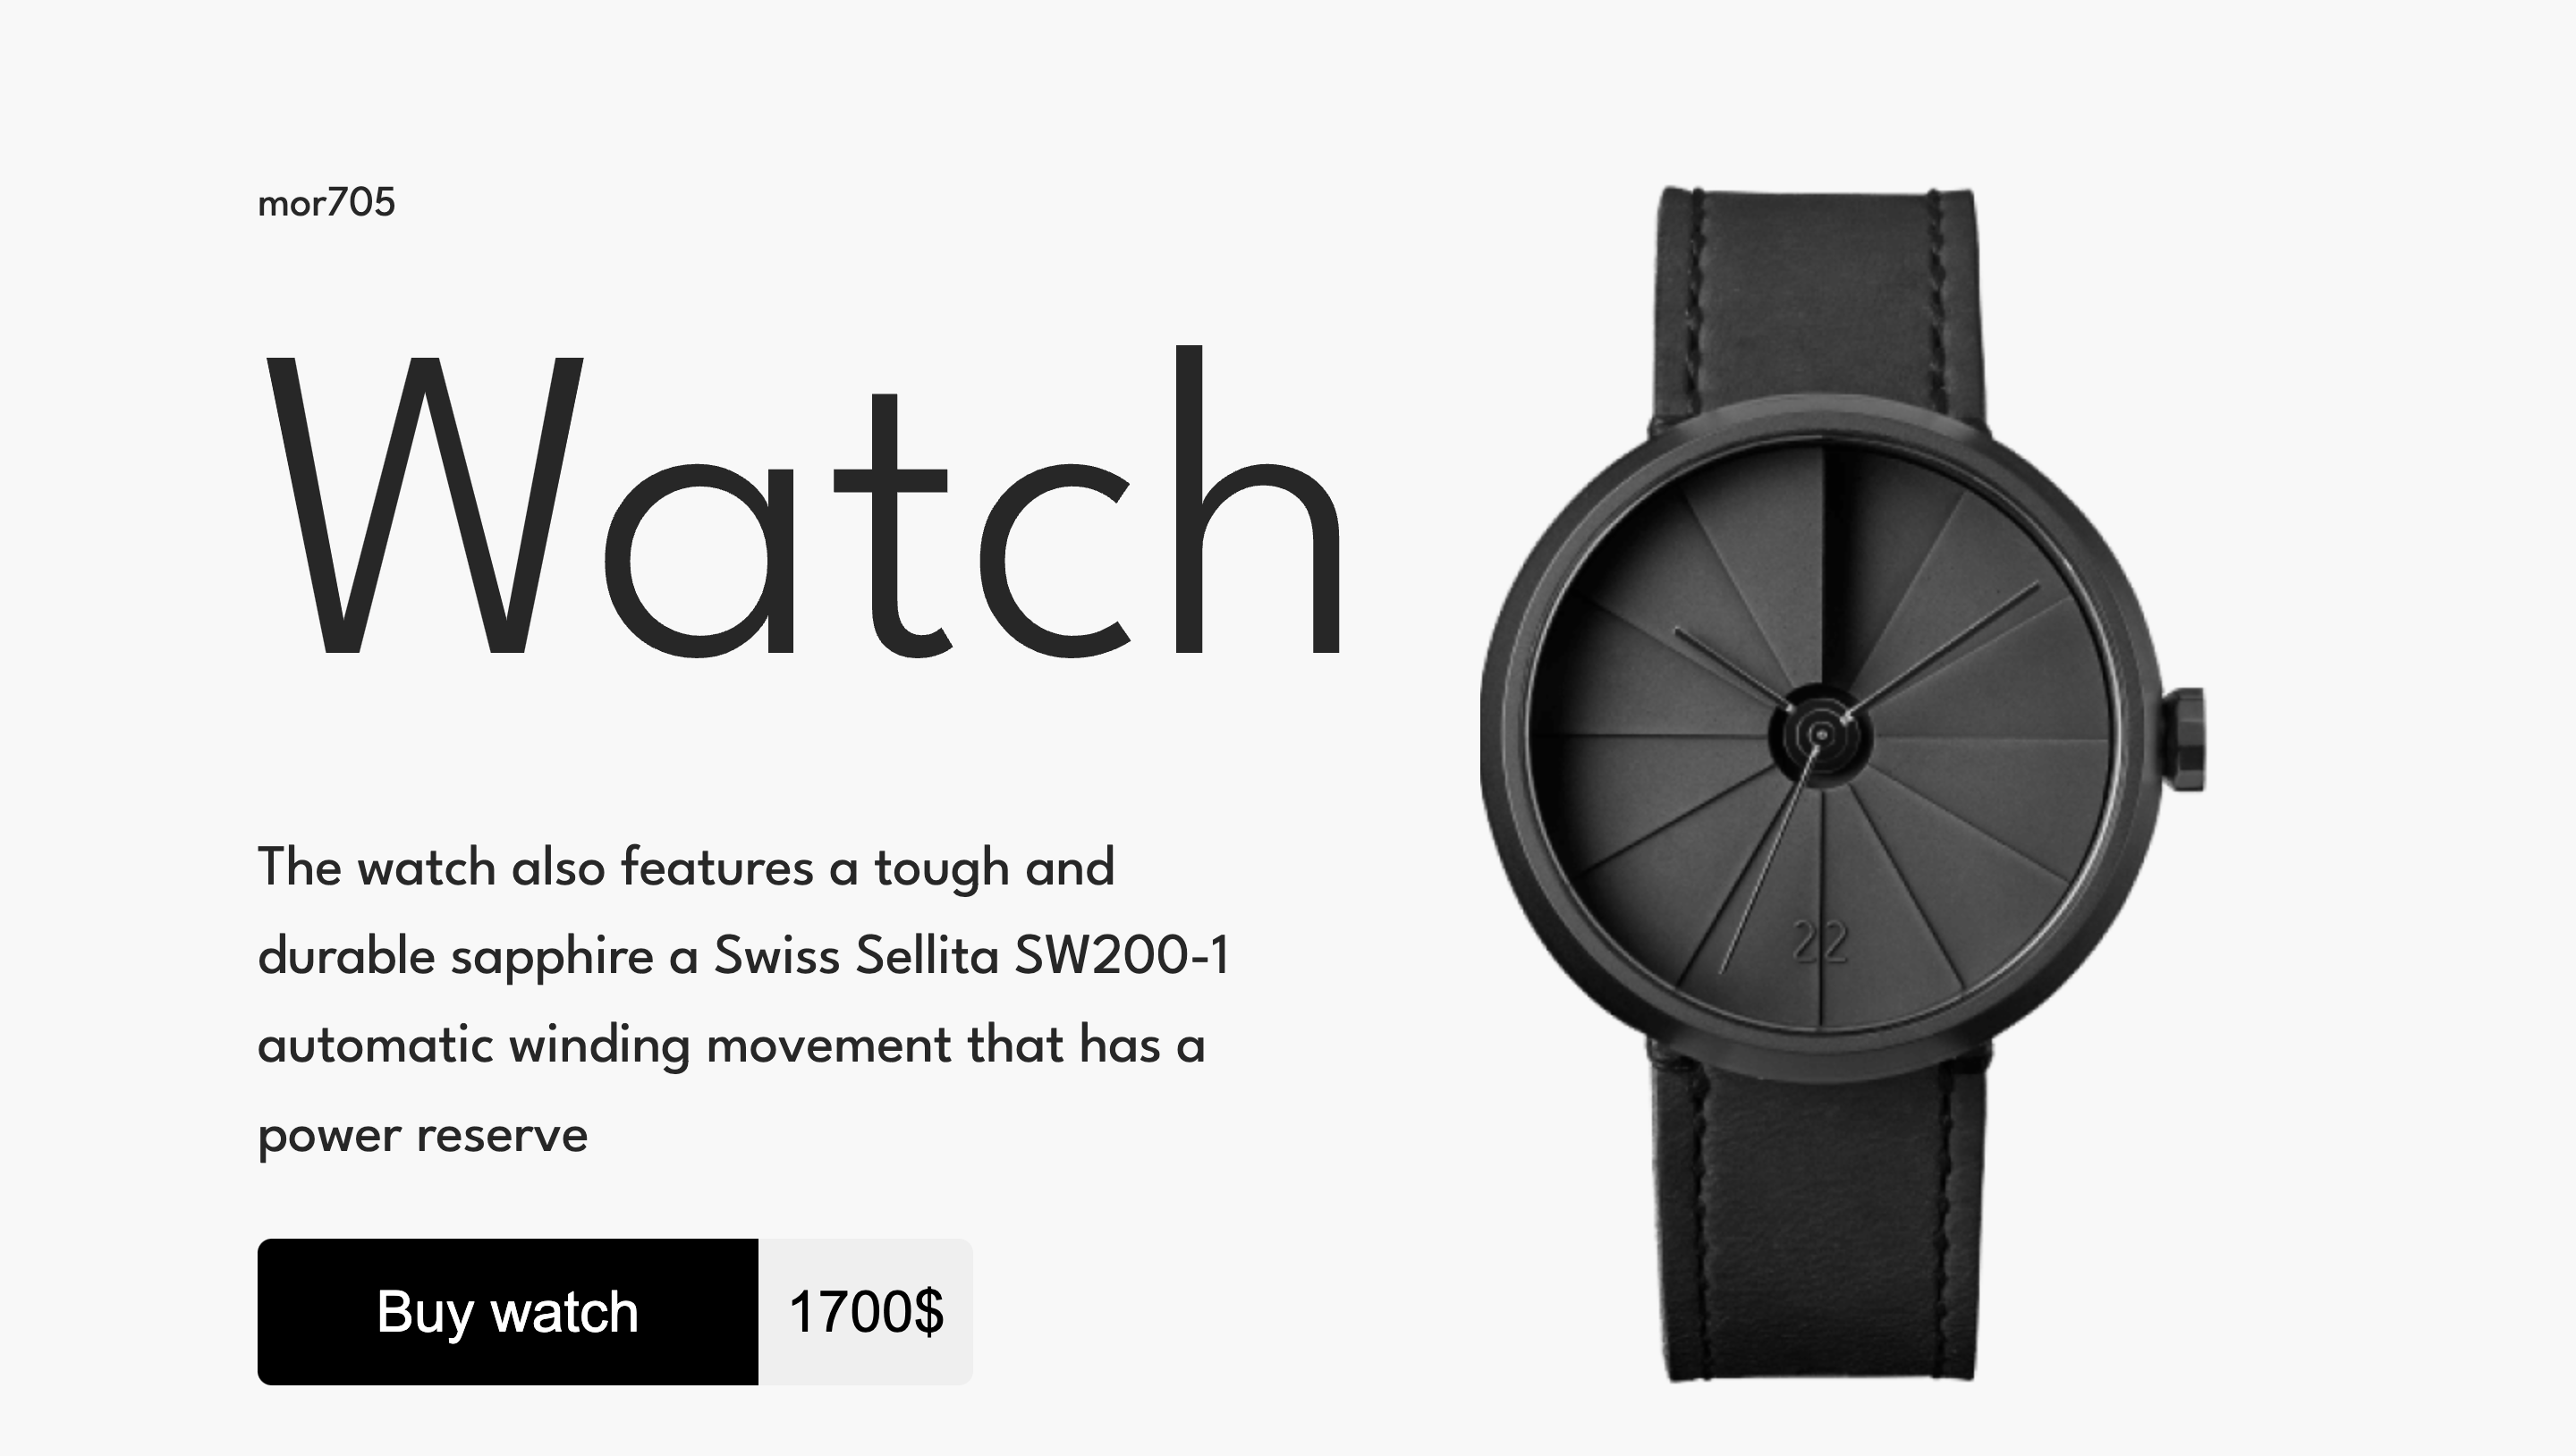 mor705
Watch
The watch also features a tough and
durable sapphire a Swiss Sellita SW200-1
automatic winding movement that has a
power reserve
Buy watch 1700$
22